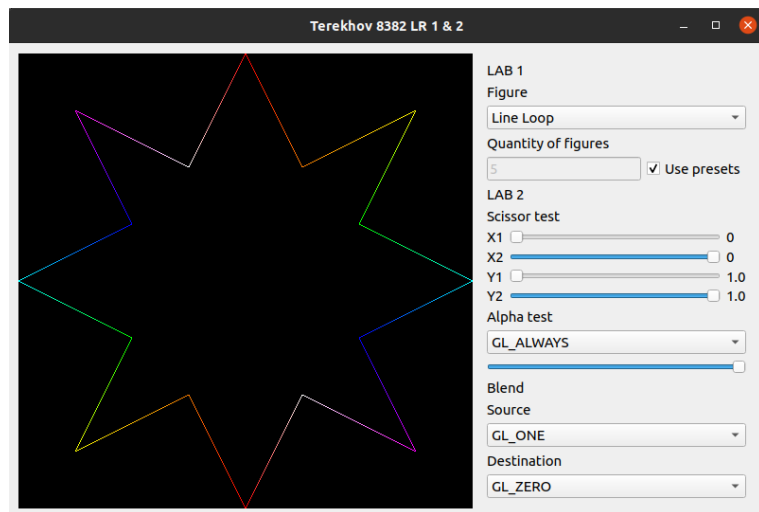 Terekhov 8382 LR 1 & 2
LAB 1
Figure
Line Loop
Quantity of figures
5 Use presets
LAB 2
Scissor test
X1 0
X2 0
Y1 1.0
Y2 1.0
Alpha test
GL_ALWAYS
Blend
Source
GL_ONE
Destination
GL_ZERO